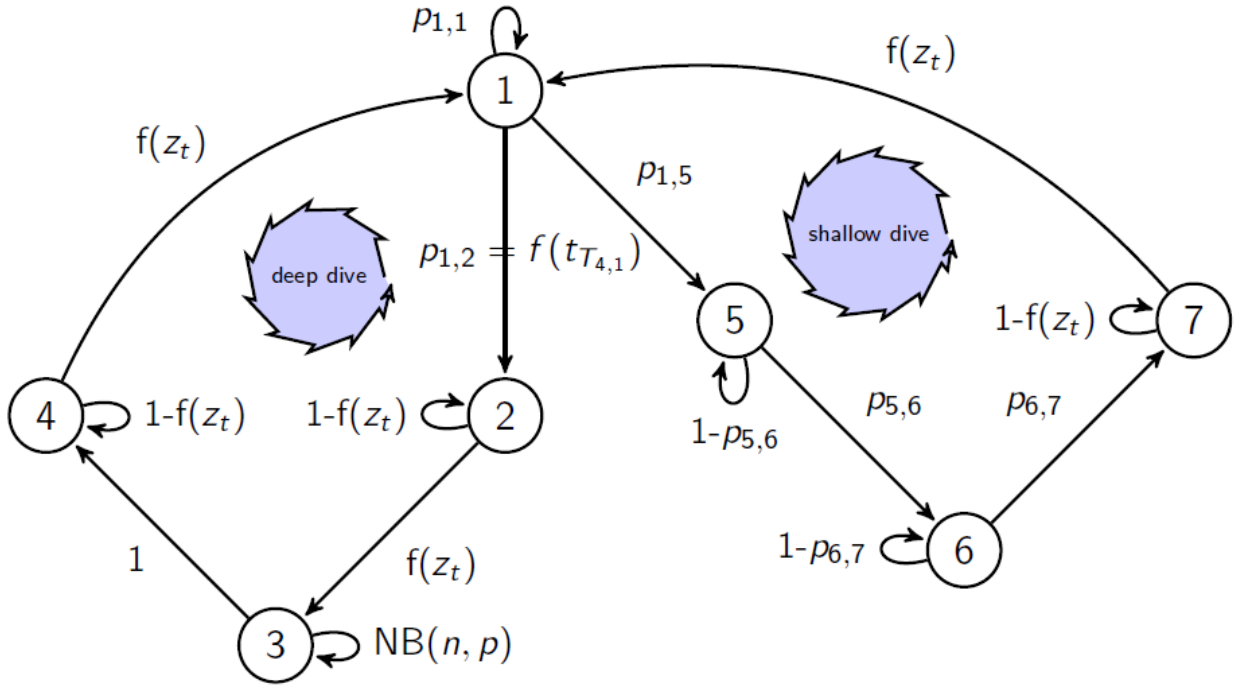 p1,1
f(zt)
1
f(zt)
p1,5
shallow dive
deep dive
p1,2 = f(tT4,1)
5
7
1-f(zt)
4
1-f(zt)
1-f(zt)
2
p5,6
p6,7
1-p5,6
1
f(zt)
1-p6,7
6
3
NB(n, p)